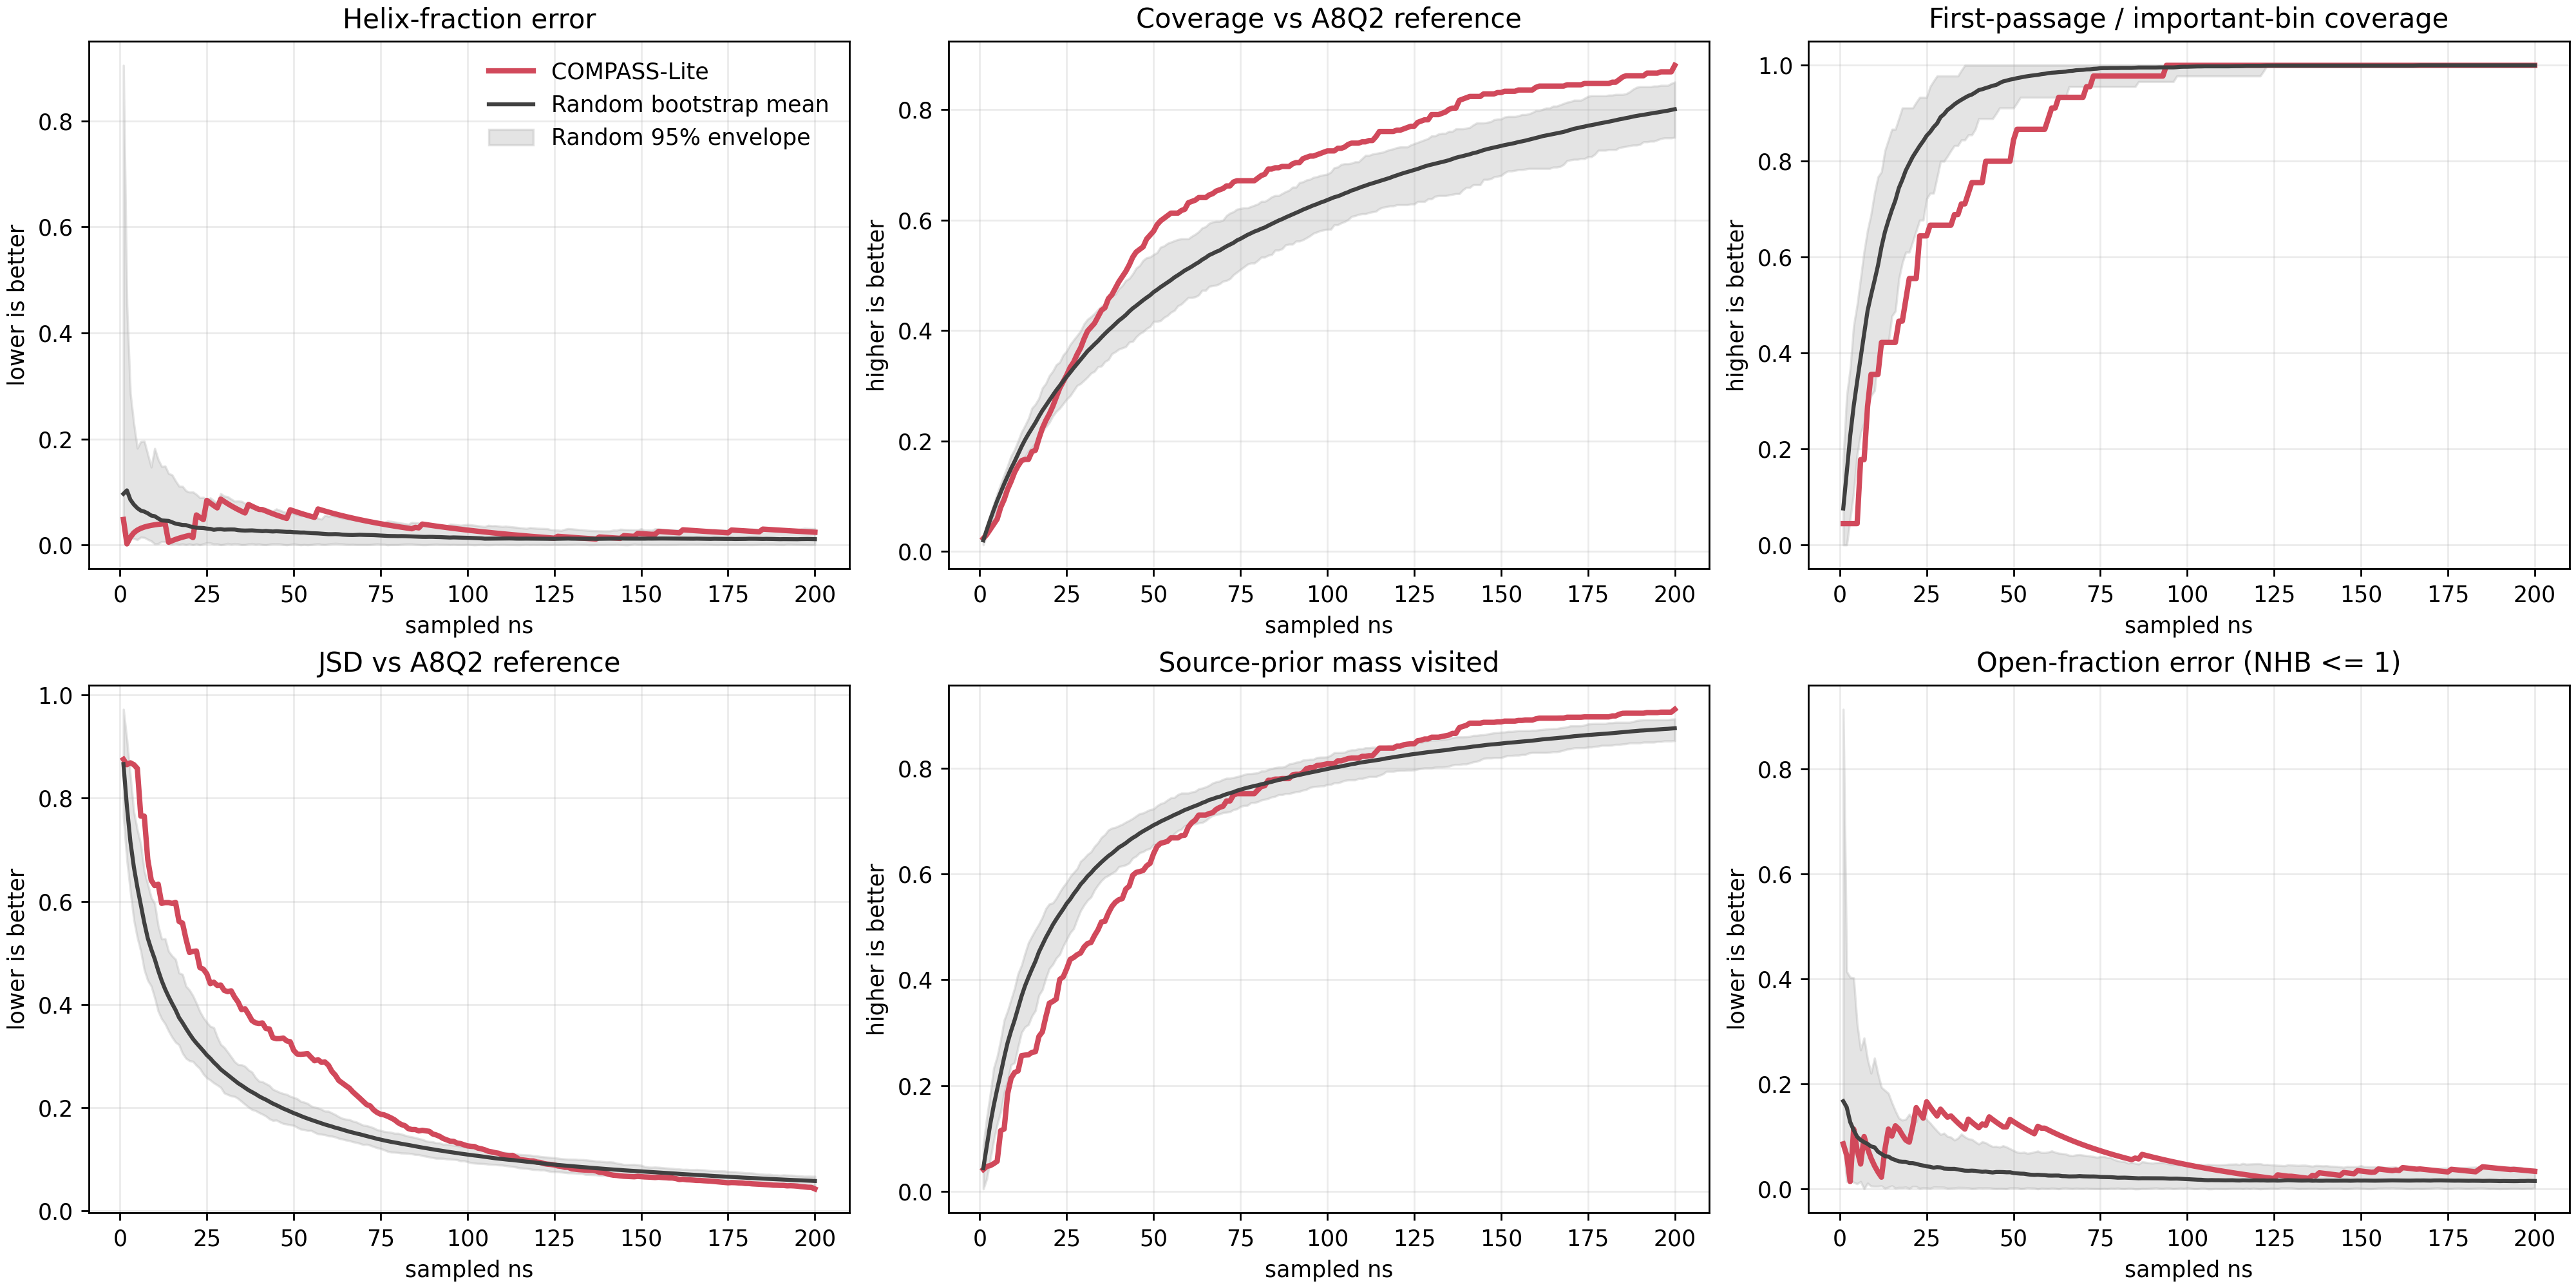 Helix-fraction error
lower is better
0.8
0.6
0.4
0.2
0.0
COMPASS-Lite
Random bootstrap mean
Random 95% envelope
0 25 50 75 100 125 150 175 200
sampled ns
Coverage vs A8Q2 reference
higher is better
0.8
0.6
0.4
0.2
0.0
0 25 50 75 100 125 150 175 200
sampled ns
First-passage / important-bin coverage
higher is better
1.0
0.8
0.6
0.4
0.2
0.0
0 25 50 75 100 125 150 175 200
sampled ns
JSD vs A8Q2 reference
lower is better
1.0
0.8
0.6
0.4
0.2
0.0
0 25 50 75 100 125 150 175 200
sampled ns
Source-prior mass visited
higher is better
0.8
0.6
0.4
0.2
0.0
0 25 50 75 100 125 150 175 200
sampled ns
Open-fraction error (NHB <= 1)
lower is better
0.8
0.6
0.4
0.2
0.0
0 25 50 75 100 125 150 175 200
sampled ns